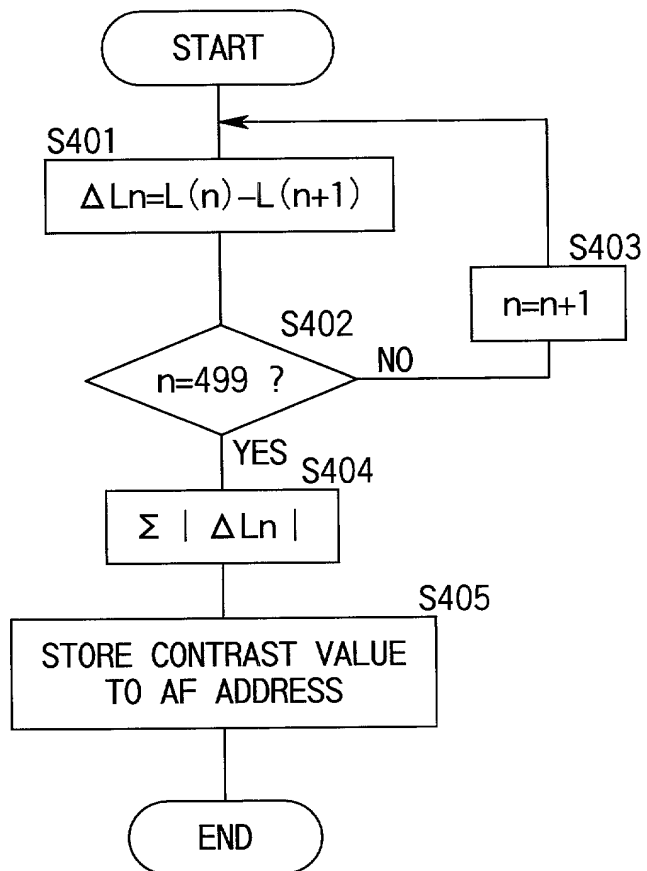 START
S401
ΔLn=L(n)-L(n+1)
S403
n=n+1
S402
n=499 ?
NO
YES
S404
Σ | ΔLn |
S405
STORE CONTRAST VALUE
TO AF ADDRESS
END